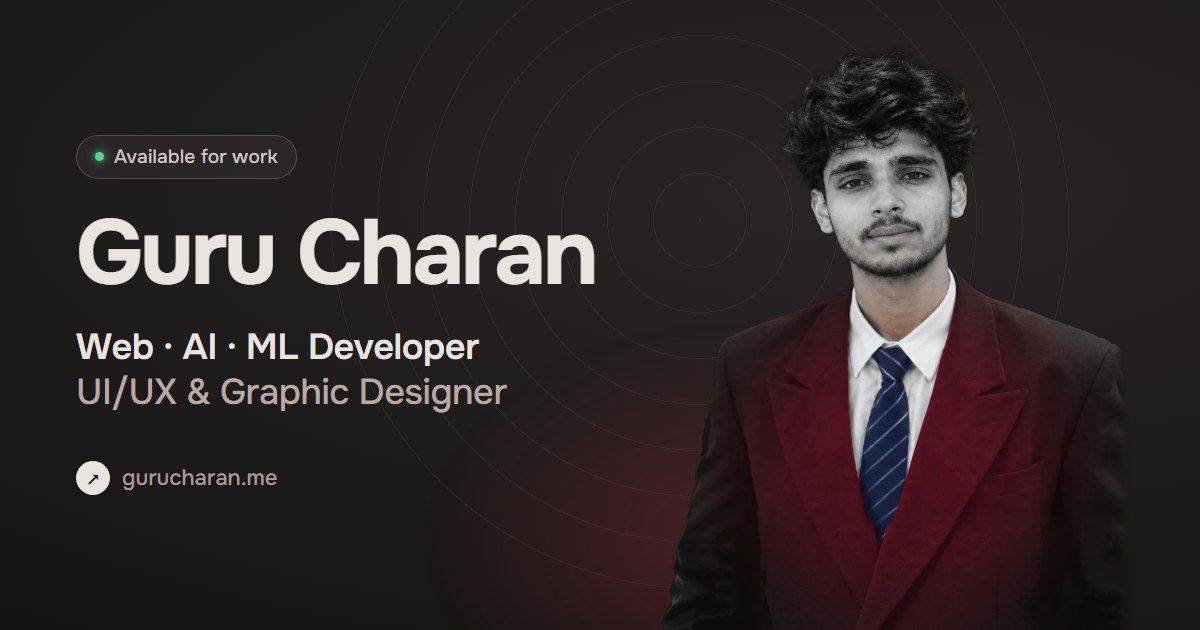 Available for work
Guru Charan
Web · AI · ML Developer
UI/UX & Graphic Designer
↗ gurucharan.me